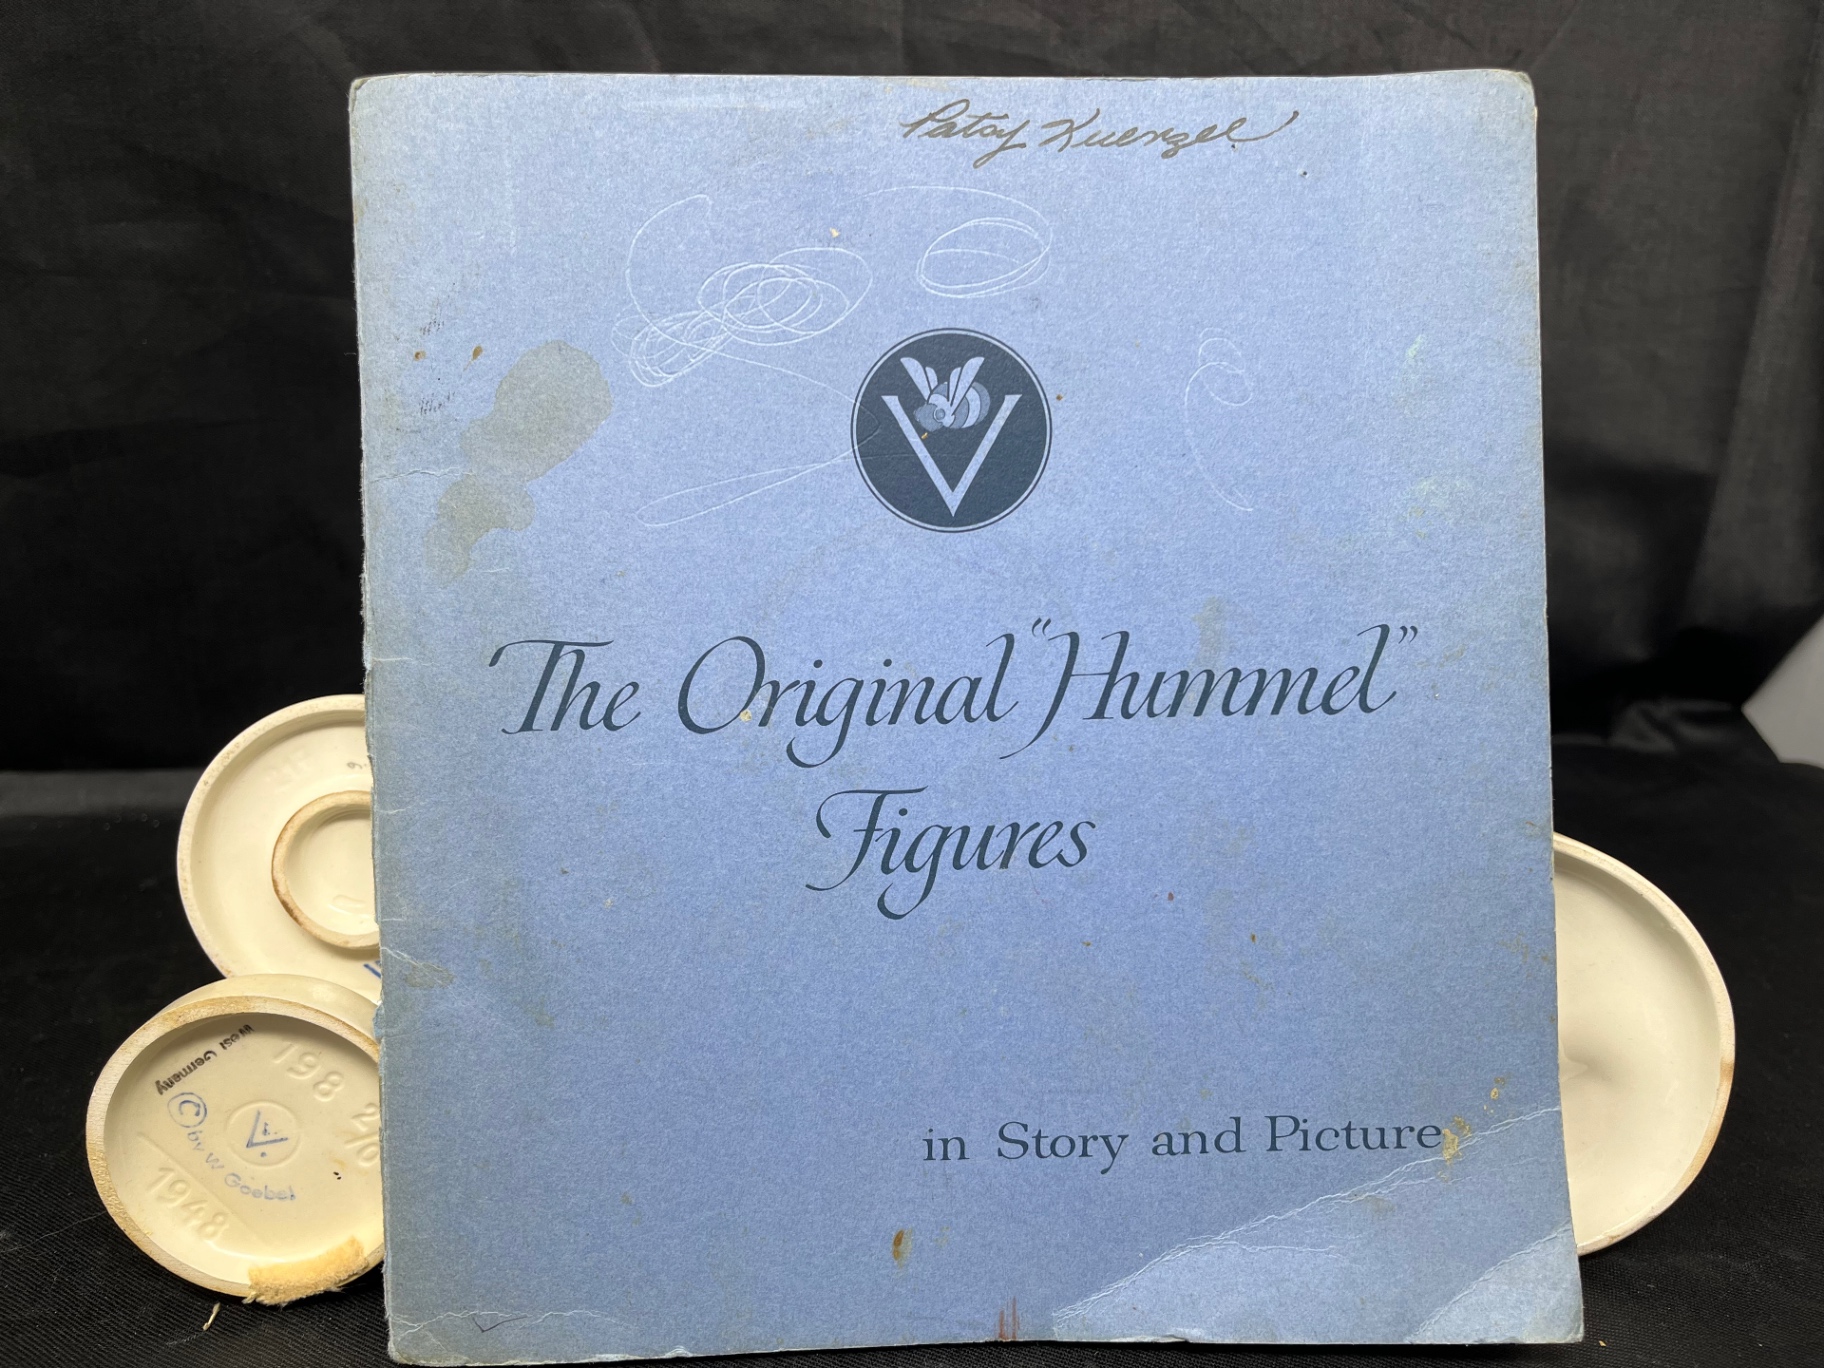 Patsy Kuenzel
V
The Original "Hummel"
Figures
in Story and Picture
West Germany
198 2/0
© by W Goebel
V
1948